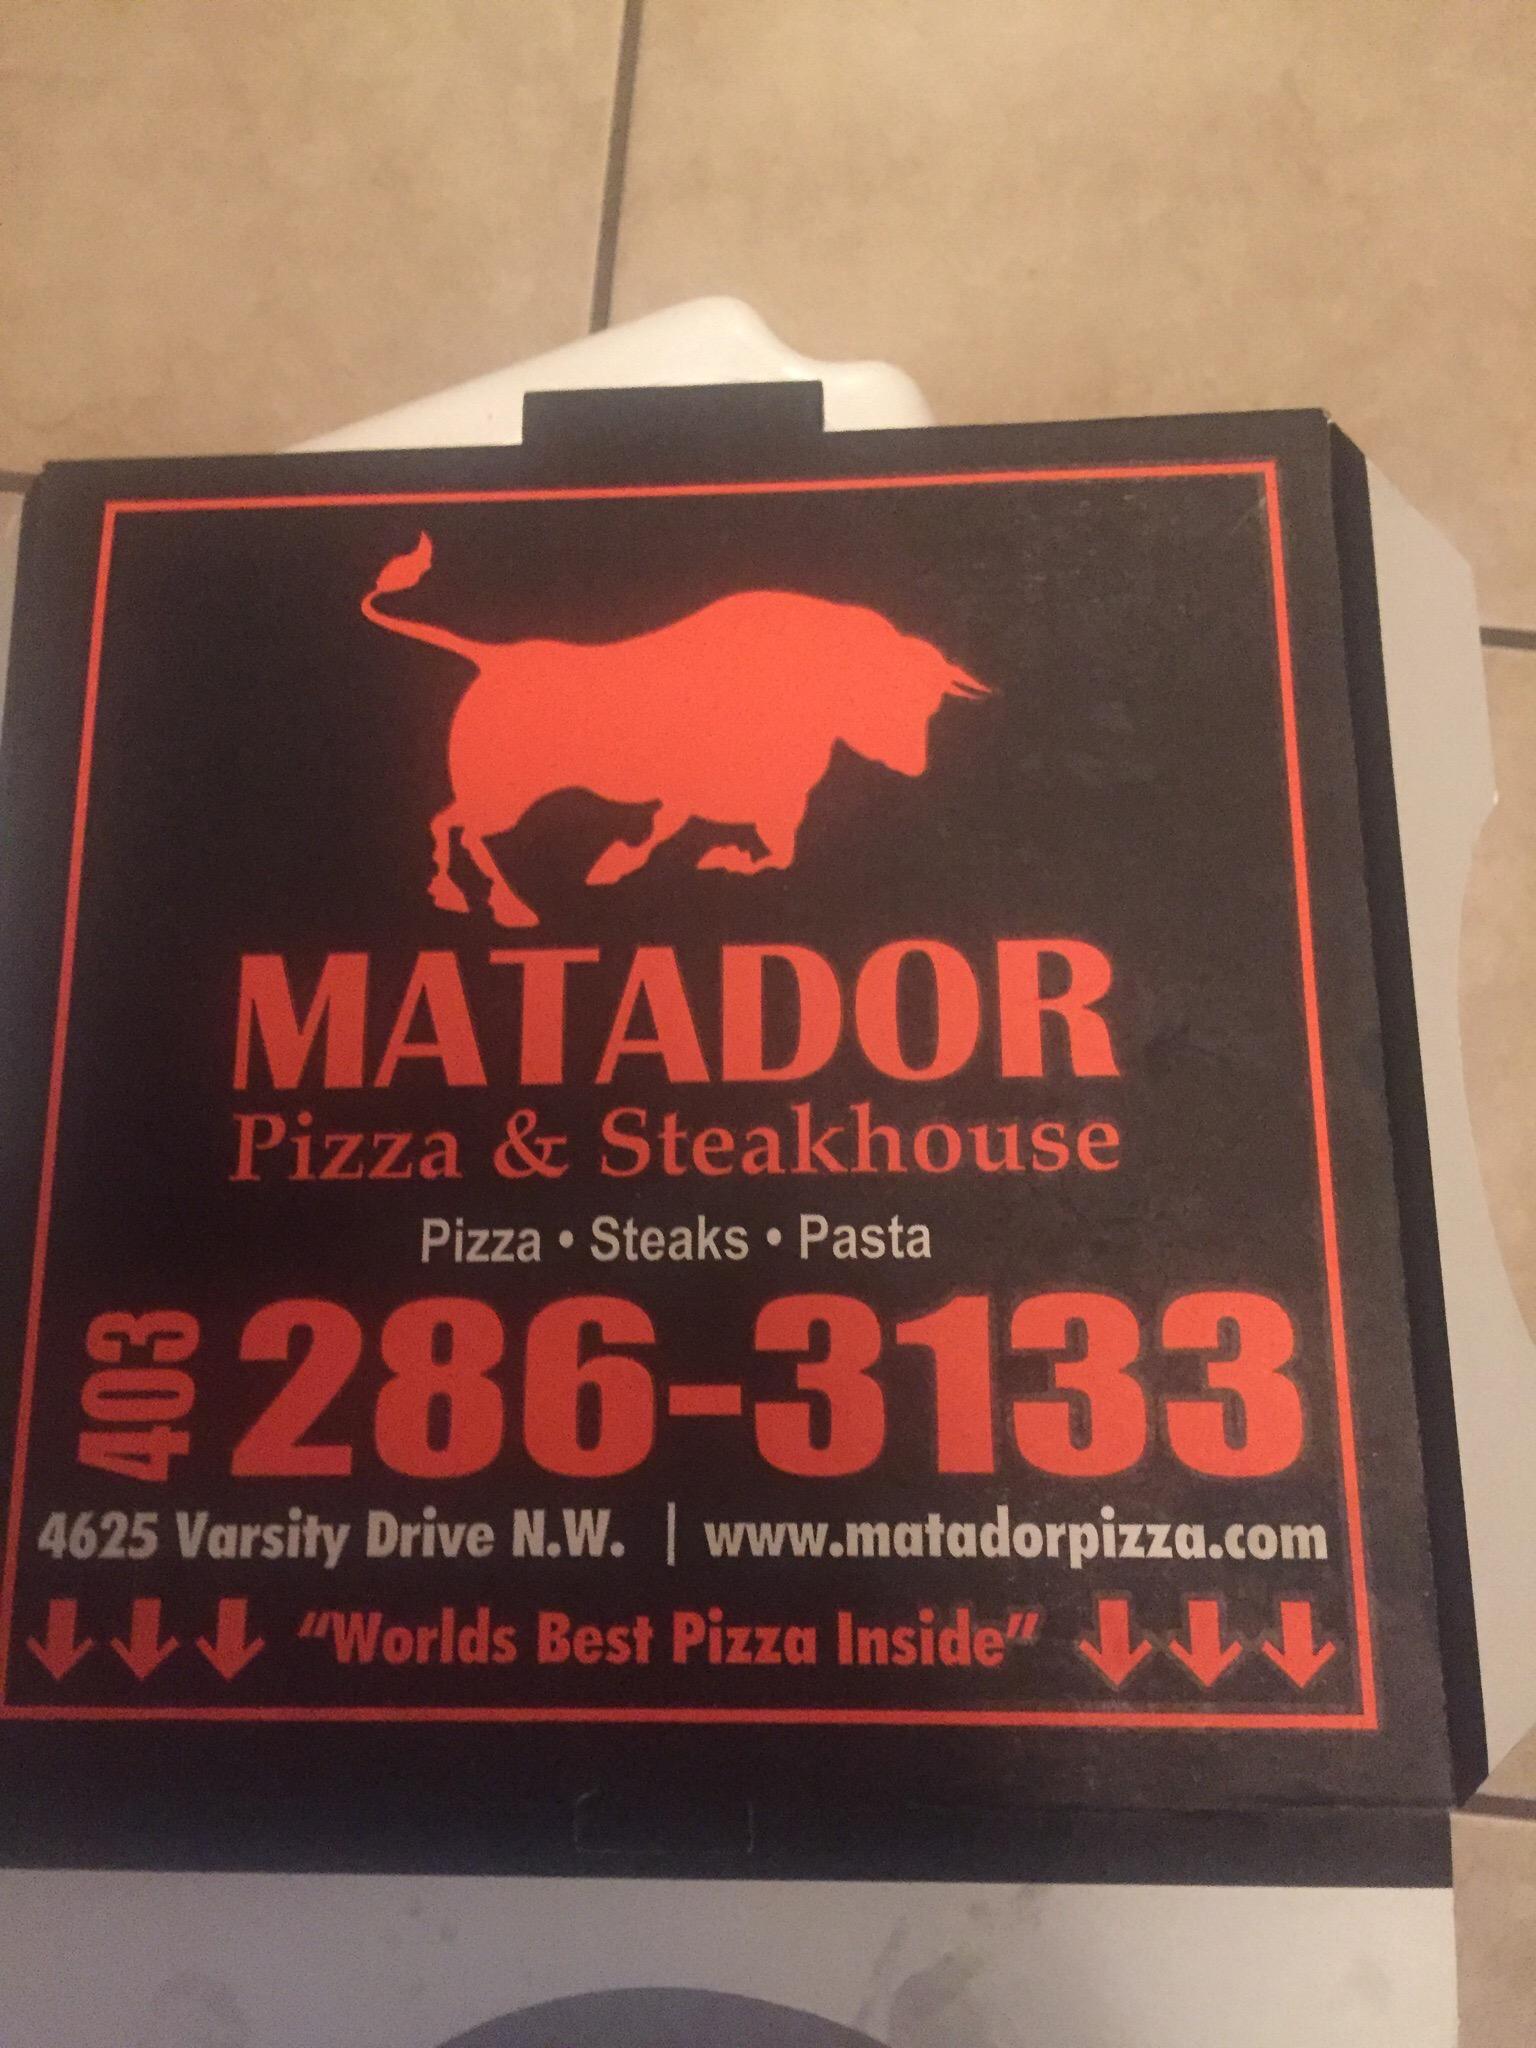 MATADOR
Pizza & Steakhouse
Pizza • Steaks • Pasta
403 286-3133
4625 Varsity Drive N.W. | www.matadorpizza.com
"Worlds Best Pizza Inside"